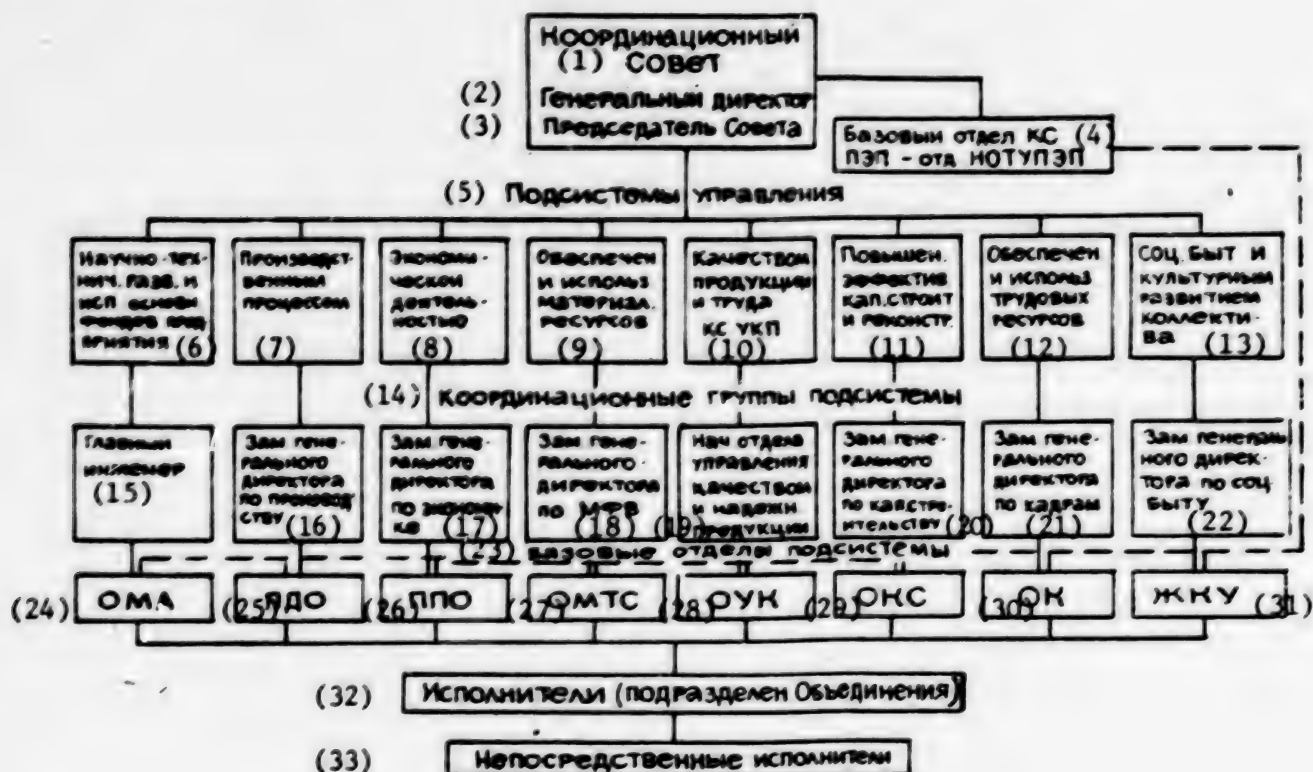 Координационный
(1) Совет
(2) Генеральный директор
(3) Председатель Совета
Базовый отдел КС (4
ПЭП - отд НОТУПЭП
(5) Подсистемы управления
Научно-тех-
нич. разв. и
исп основн
фондов пред
приятия (6)
Производст-
венным
процессом
(7)
Экономи-
ческой
деятель-
ностью
(8)
Обеспечен
и использ
материал.
ресурсов
(9)
Качеством
продукции
и труда
КС УКП
(10)
Повышен.
эффектив
кап.строит
и реконстр.
(11)
Обеспечен
и использ
трудовых
ресурсов
(12)
Соц. быт и
культурным
развитием
коллекти-
ва (13)
(14) Координационные группы подсистемы
Главный
инженер
(15)
Зам гене-
рального
директора
по производ
ству (16)
Зам гене-
рального
директора
по экономи-
ке (17)
Зам гене-
рального
директора
по МФВ
(18)
Нач отдела
управления
качеством
и надежн
продукции
(19)
Зам гене-
рального
директора
по капстро-
ительству (20)
Зам гене-
рального
директора
по кадрам
(21)
Зам генераль
ного дирек-
тора по соц
быту
(22)
(23) Базовые отделы подсистемы
(24) ОМА
(25) ПДО
(26) ППО
(27) ОМТС
(28) ОУК
(29) ОКС
(30) ОК
ЖКУ (31)
(32) Исполнители (подразделен Объединения)
(33) Непосредственные исполнители